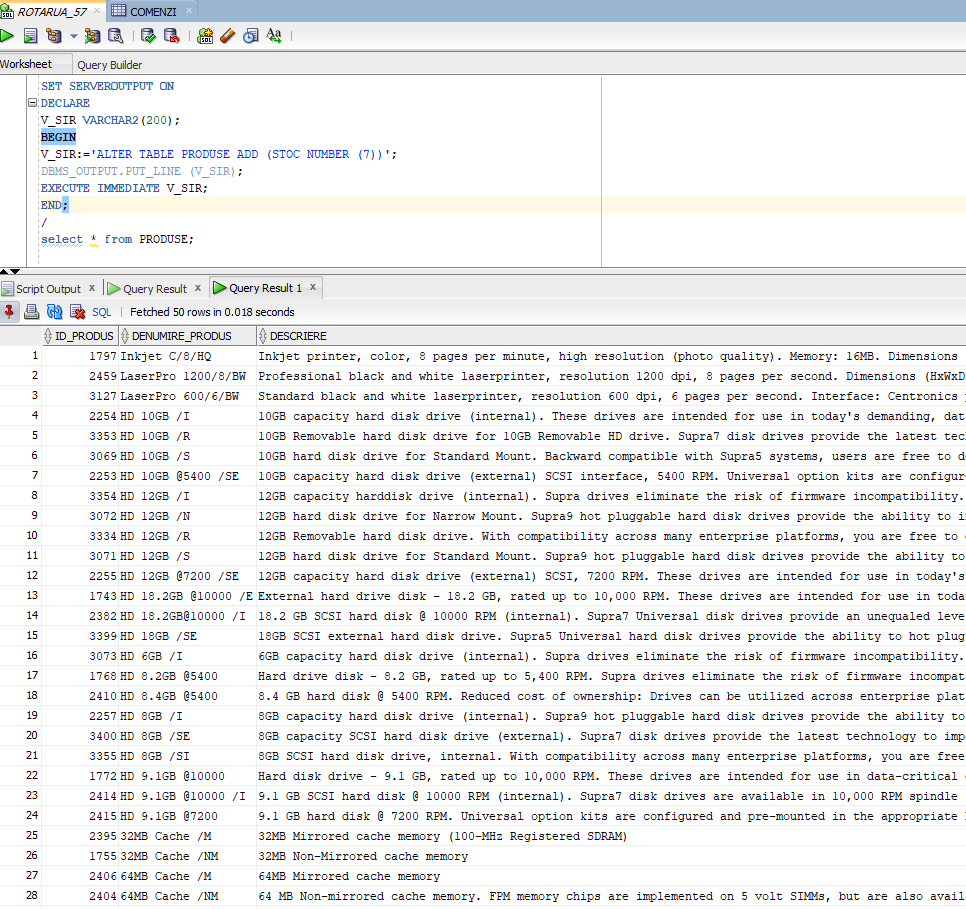 ROTARUA_57
COMENZI
Worksheet
Query Builder
SET SERVEROUTPUT ON
DECLARE
V_SIR VARCHAR2(200);
BEGIN
V_SIR:='ALTER TABLE PRODUSE ADD (STOC NUMBER (7))';
DBMS_OUTPUT.PUT_LINE (V_SIR);
EXECUTE IMMEDIATE V_SIR;
END;
/
select * from PRODUSE;
Script Output x Query Result x Query Result 1 x
SQL | Fetched 50 rows in 0.018 seconds
ID_PRODUS DENUMIRE_PRODUS DESCRIERE
1 1797 Inkjet C/8/HQ Inkjet printer, color, 8 pages per minute, high resolution (photo quality). Memory: 16MB. Dimensions
2 2459 LaserPro 1200/8/BW Professional black and white laserprinter, resolution 1200 dpi, 8 pages per second. Dimensions (HxWxD
3 3127 LaserPro 600/6/BW Standard black and white laserprinter, resolution 600 dpi, 6 pages per second. Interface: Centronics
4 2254 HD 10GB /I 10GB capacity hard disk drive (internal). These drives are intended for use in today's demanding, dat
5 3353 HD 10GB /R 10GB Removable hard disk drive for 10GB Removable HD drive. Supra7 disk drives provide the latest tec
6 3069 HD 10GB /S 10GB hard disk drive for Standard Mount. Backward compatible with Supra5 systems, users are free to d
7 2253 HD 10GB @5400 /SE 10GB capacity hard disk drive (external) SCSI interface, 5400 RPM. Universal option kits are configur
8 3354 HD 12GB /I 12GB capacity harddisk drive (internal). Supra drives eliminate the risk of firmware incompatibility.
9 3072 HD 12GB /N 12GB hard disk drive for Narrow Mount. Supra9 hot pluggable hard disk drives provide the ability to i
10 3334 HD 12GB /R 12GB Removable hard disk drive. With compatibility across many enterprise platforms, you are free to
11 3071 HD 12GB /S 12GB hard disk drive for Standard Mount. Supra9 hot pluggable hard disk drives provide the ability to
12 2255 HD 12GB @7200 /SE 12GB capacity hard disk drive (external) SCSI, 7200 RPM. These drives are intended for use in today's
13 1743 HD 18.2GB @10000 /E External hard drive disk - 18.2 GB, rated up to 10,000 RPM. These drives are intended for use in toda
14 2382 HD 18.2GB@10000 /I 18.2 GB SCSI hard disk @ 10000 RPM (internal). Supra7 Universal disk drives provide an unequaled leve
15 3399 HD 18GB /SE 18GB SCSI external hard disk drive. Supra5 Universal hard disk drives provide the ability to hot plug
16 3073 HD 6GB /I 6GB capacity hard disk drive (internal). Supra drives eliminate the risk of firmware incompatibility.
17 1768 HD 8.2GB @5400 Hard drive disk - 8.2 GB, rated up to 5,400 RPM. Supra drives eliminate the risk of firmware incompat
18 2410 HD 8.4GB @5400 8.4 GB hard disk @ 5400 RPM. Reduced cost of ownership: Drives can be utilized across enterprise plat
19 2257 HD 8GB /I 8GB capacity hard disk drive (internal). Supra9 hot pluggable hard disk drives provide the ability to
20 3400 HD 8GB /SE 8GB capacity SCSI hard disk drive (external). Supra7 disk drives provide the latest technology to imp
21 3355 HD 8GB /SI 8GB SCSI hard disk drive, internal. With compatibility across many enterprise platforms, you are free
22 1772 HD 9.1GB @10000 Hard disk drive - 9.1 GB, rated up to 10,000 RPM. These drives are intended for use in data-critical
23 2414 HD 9.1GB @10000 /I 9.1 GB SCSI hard disk @ 10000 RPM (internal). Supra7 disk drives are available in 10,000 RPM spindle
24 2415 HD 9.1GB @7200 9.1 GB hard disk @ 7200 RPM. Universal option kits are configured and pre-mounted in the appropriate
25 2395 32MB Cache /M 32MB Mirrored cache memory (100-MHz Registered SDRAM)
26 1755 32MB Cache /NM 32MB Non-Mirrored cache memory
27 2406 64MB Cache /M 64MB Mirrored cache memory
28 2404 64MB Cache /NM 64 MB Non-mirrored cache memory. FPM memory chips are implemented on 5 volt SIMMs, but are also avail